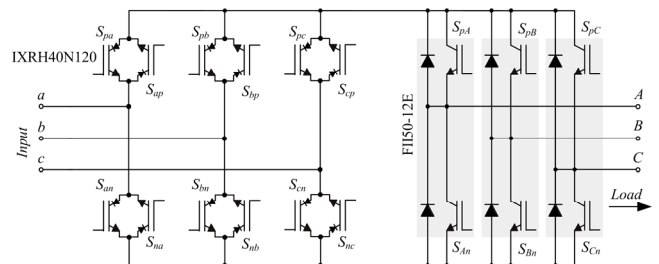 S_pa S_pb S_pc S_pA S_pB S_pC
IXRH40N120
S_ap S_bp S_cp
FII50-12E
a A
b B
c C
Input
S_an S_bn S_cn
Load
S_na S_nb S_nc S_An S_Bn S_Cn